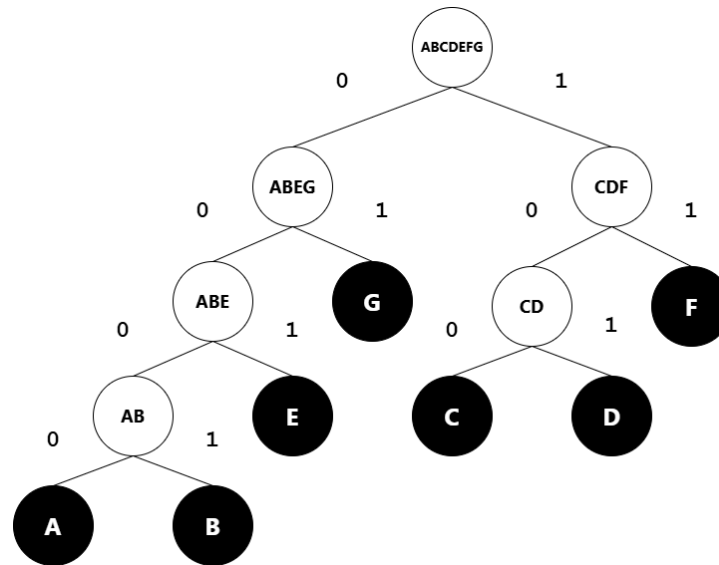 ABCDEFG
0 1
ABEG CDF
0 1 0 1
ABE G CD F
0 1 0 1
AB E C D
0 1
A B